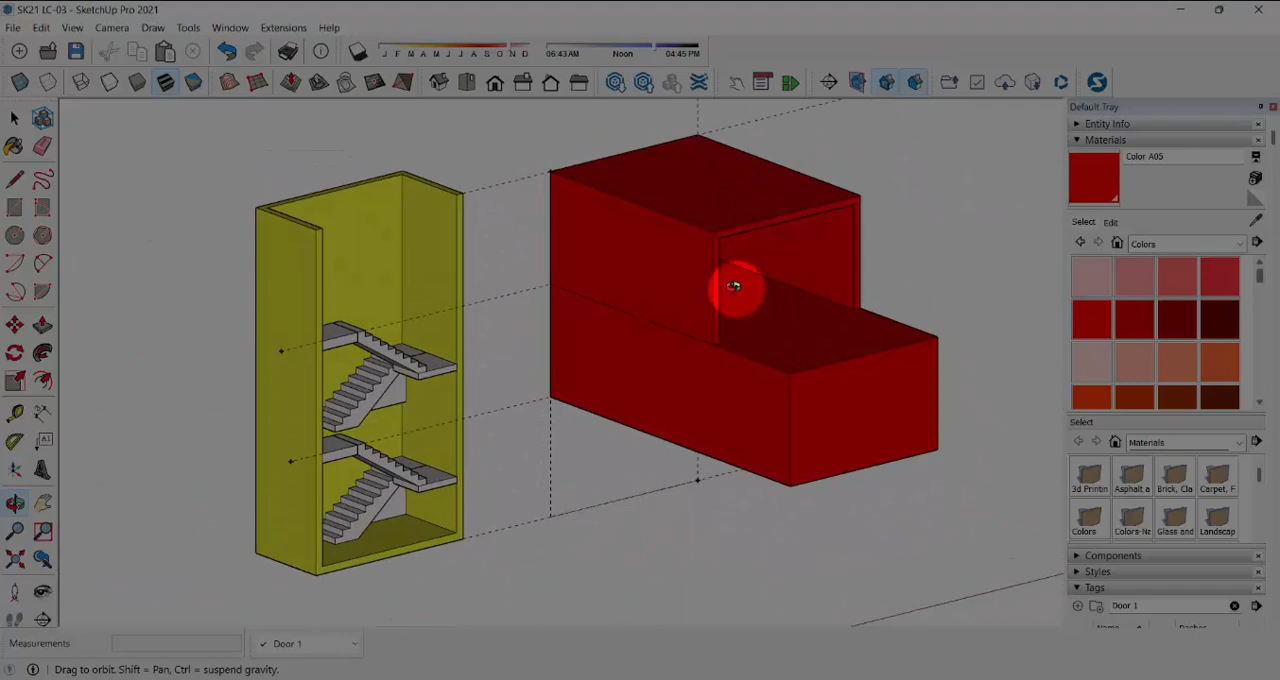 SK21 LC-03 - SketchUp Pro 2021
File Edit View Camera Draw Tools Window Extensions Help
J F M A M J J A S O N D 06:43 AM Noon 04:45 PM
Default Tray
Entity Info
Materials
Color A05
Select Edit
Colors
Select
Materials
3d Printin Asphalt a Brick, Cla Carpet, F
Colors Colors-Na Glass and Landscap
Components
Styles
Tags
Door 1
Name Dashes
Measurements Door 1
Drag to orbit. Shift = Pan, Ctrl = suspend gravity.